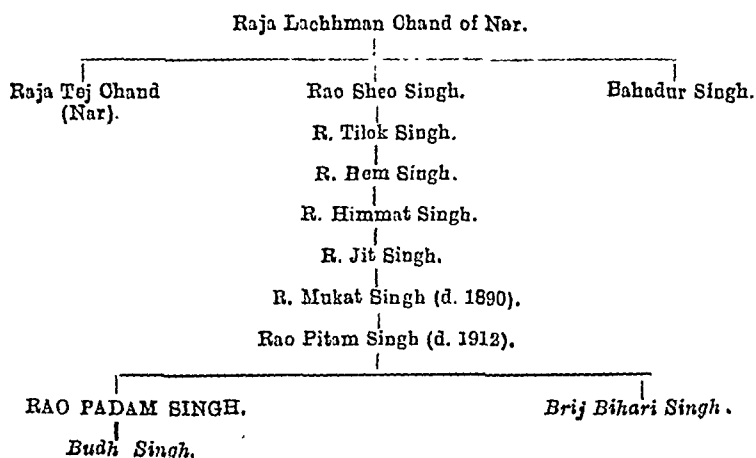 Raja Lachhman Chand of Nar.
Raja Tej Chand Rao Sheo Singh. Bahadur Singh.
(Nar).
R. Tilok Singh.
R. Hem Singh.
R. Himmat Singh.
R. Jit Singh.
R. Mukat Singh (d. 1890).
Rao Pitam Singh (d. 1912).
RAO PADAM SINGH. Brij Bihari Singh.
Budh Singh.